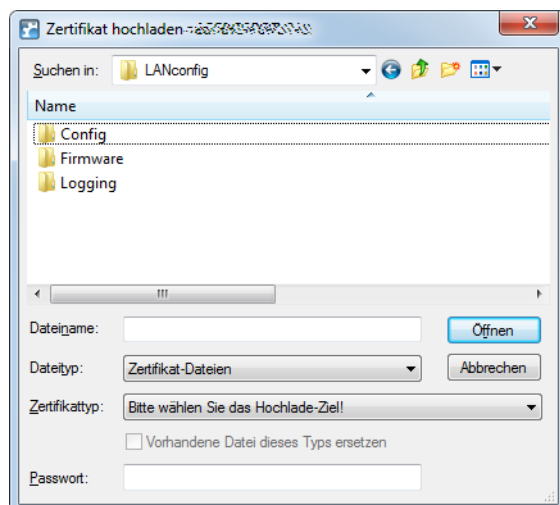 Zertifikat hochladen
Suchen in: LANconfig
Name
Config
Firmware
Logging
Dateiname: Öffnen
Dateityp: Zertifikat-Dateien Abbrechen
Zertifikattyp: Bitte wählen Sie das Hochlade-Ziel!
Vorhandene Datei dieses Typs ersetzen
Passwort: